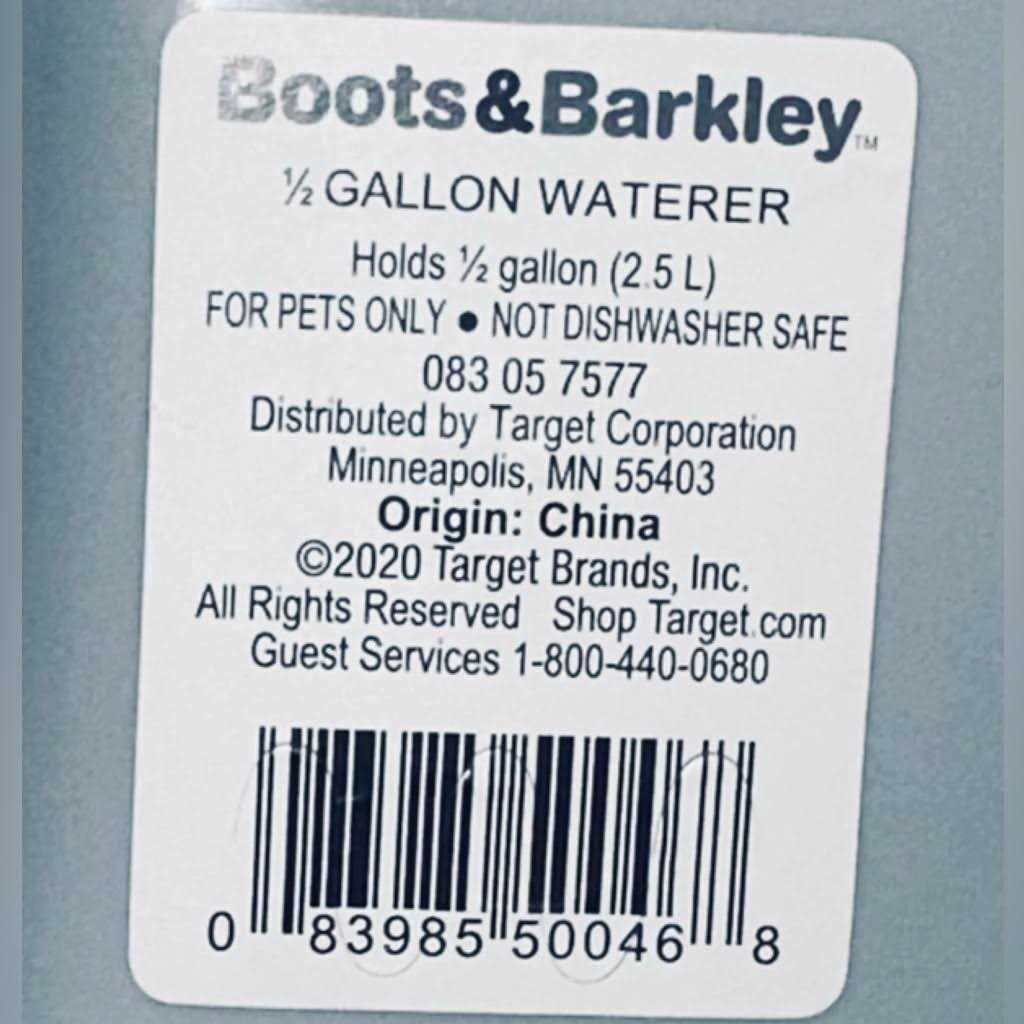 Boots&Barkley™
½ GALLON WATERER
Holds ½ gallon (2.5 L)
FOR PETS ONLY ● NOT DISHWASHER SAFE
083 05 7577
Distributed by Target Corporation
Minneapolis, MN 55403
Origin: China
©2020 Target Brands, Inc.
All Rights Reserved Shop Target.com
Guest Services 1-800-440-0680
0 83985 50046 8